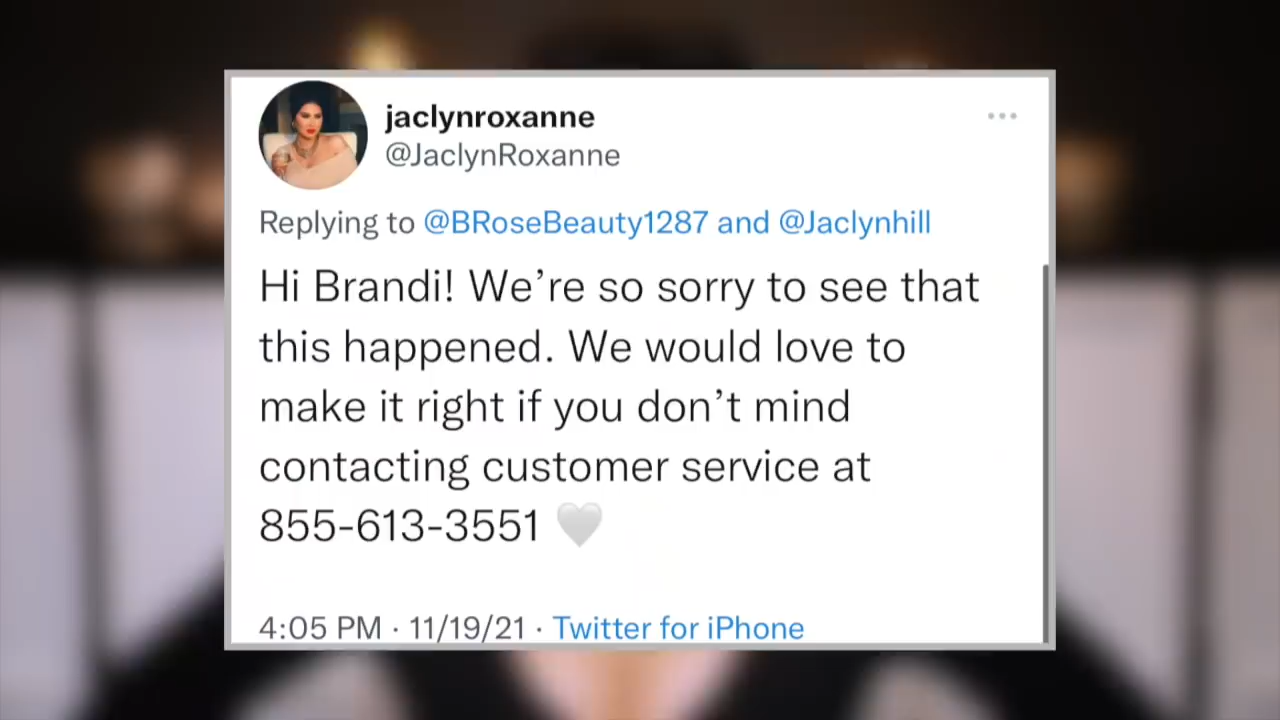 jaclynroxanne
@JaclynRoxanne
Replying to @BRoseBeauty1287 and @Jaclynhill
Hi Brandi! We’re so sorry to see that
this happened. We would love to
make it right if you don’t mind
contacting customer service at
855-613-3551 🤍
4:05 PM · 11/19/21 · Twitter for iPhone